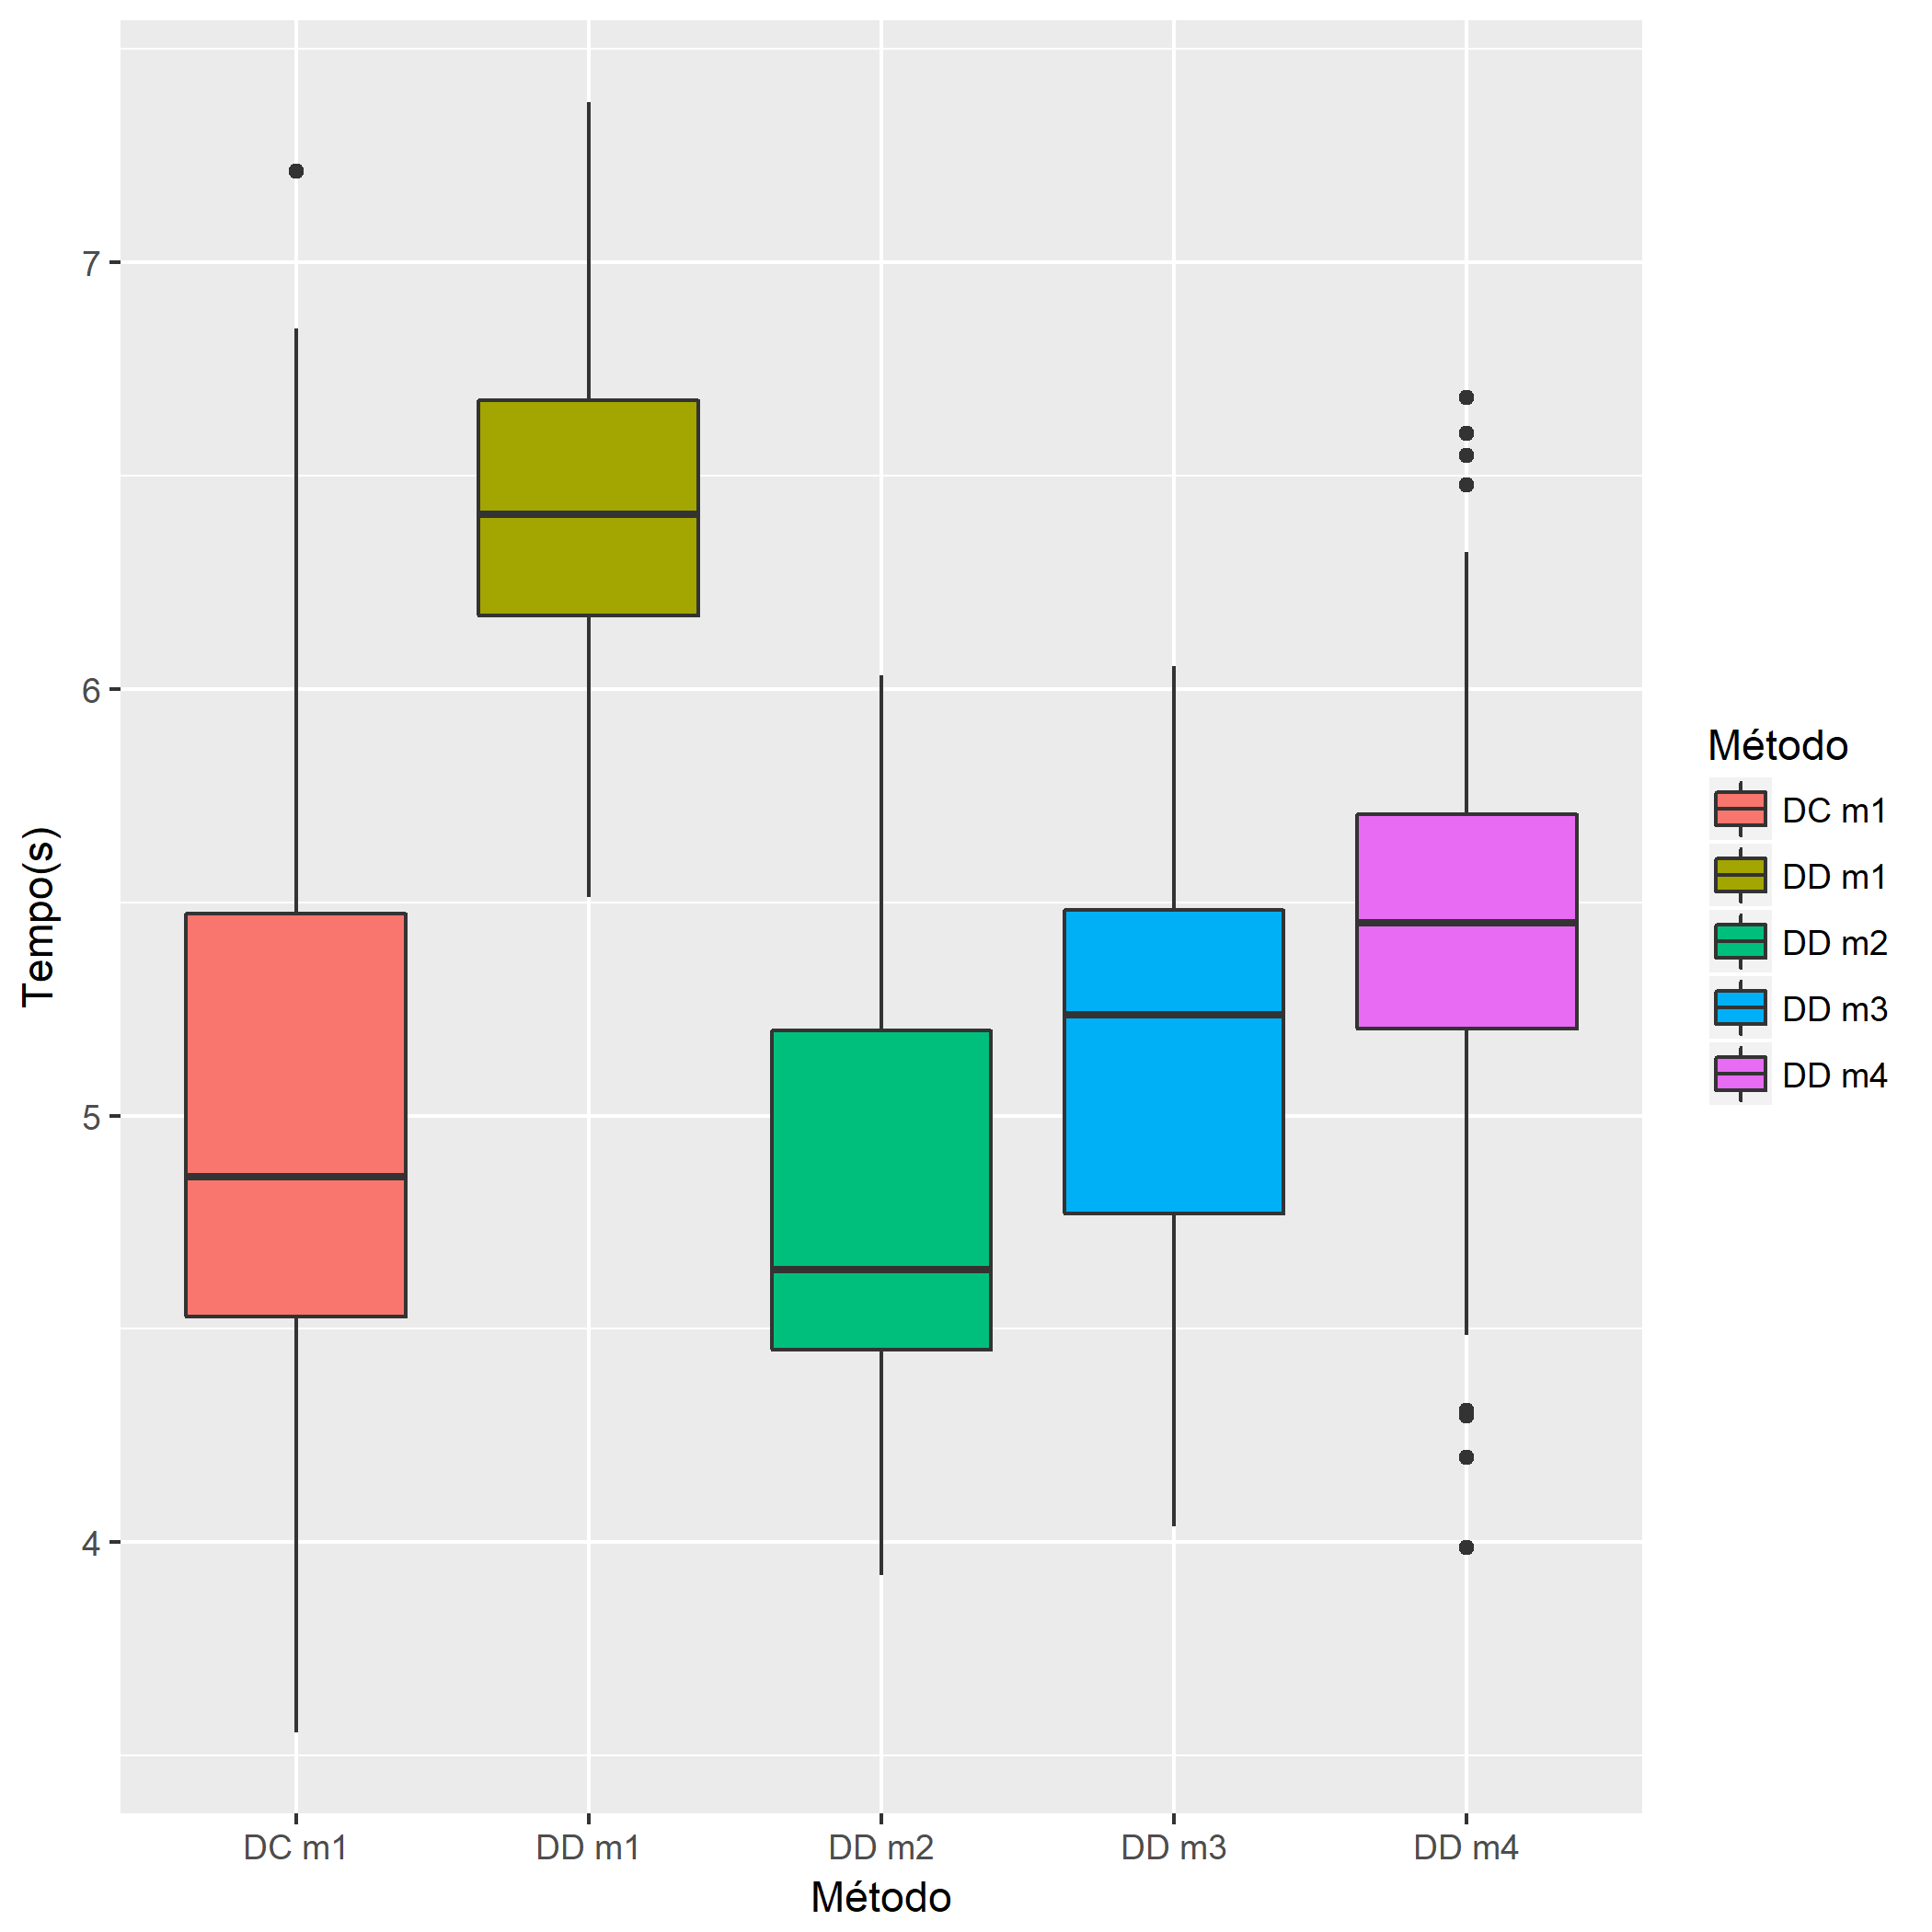 Tempo(s)
7
6
5
4
DC m1
DD m1
DD m2
DD m3
DD m4
Método
Método
DC m1
DD m1
DD m2
DD m3
DD m4